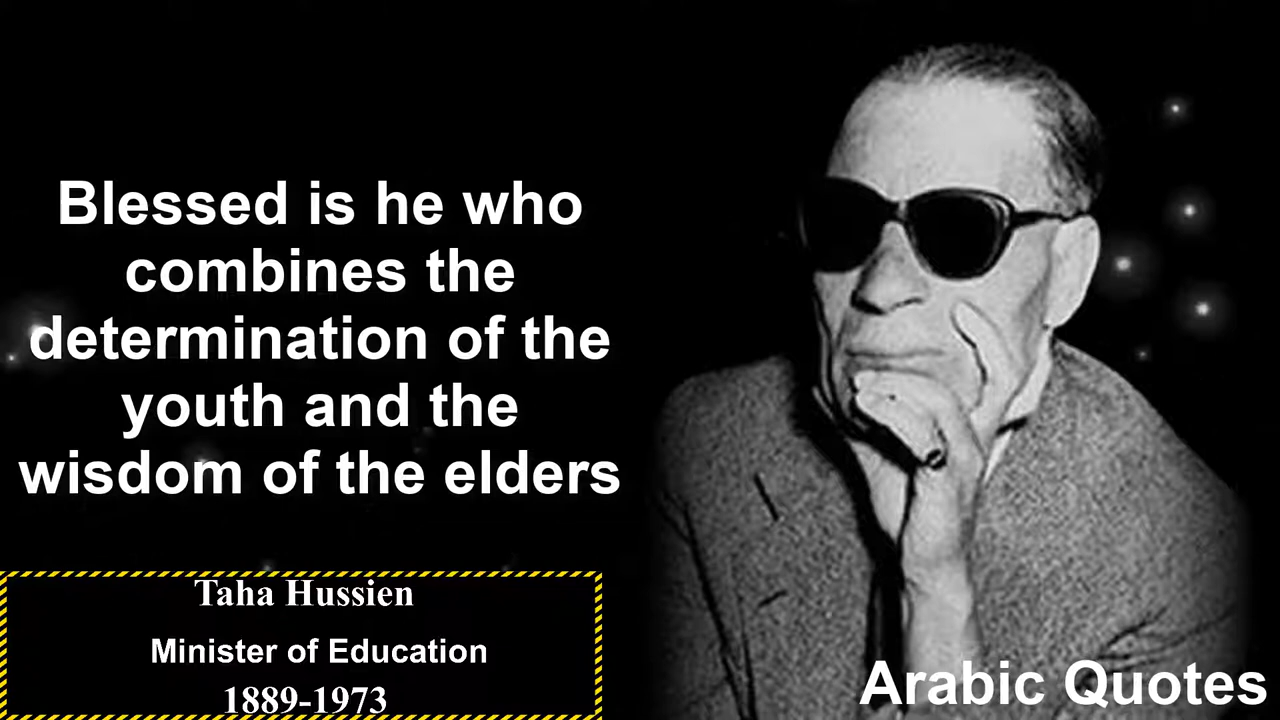 Blessed is he who
combines the
determination of the
youth and the
wisdom of the elders
Taha Hussien
Minister of Education
1889-1973
Arabic Quotes